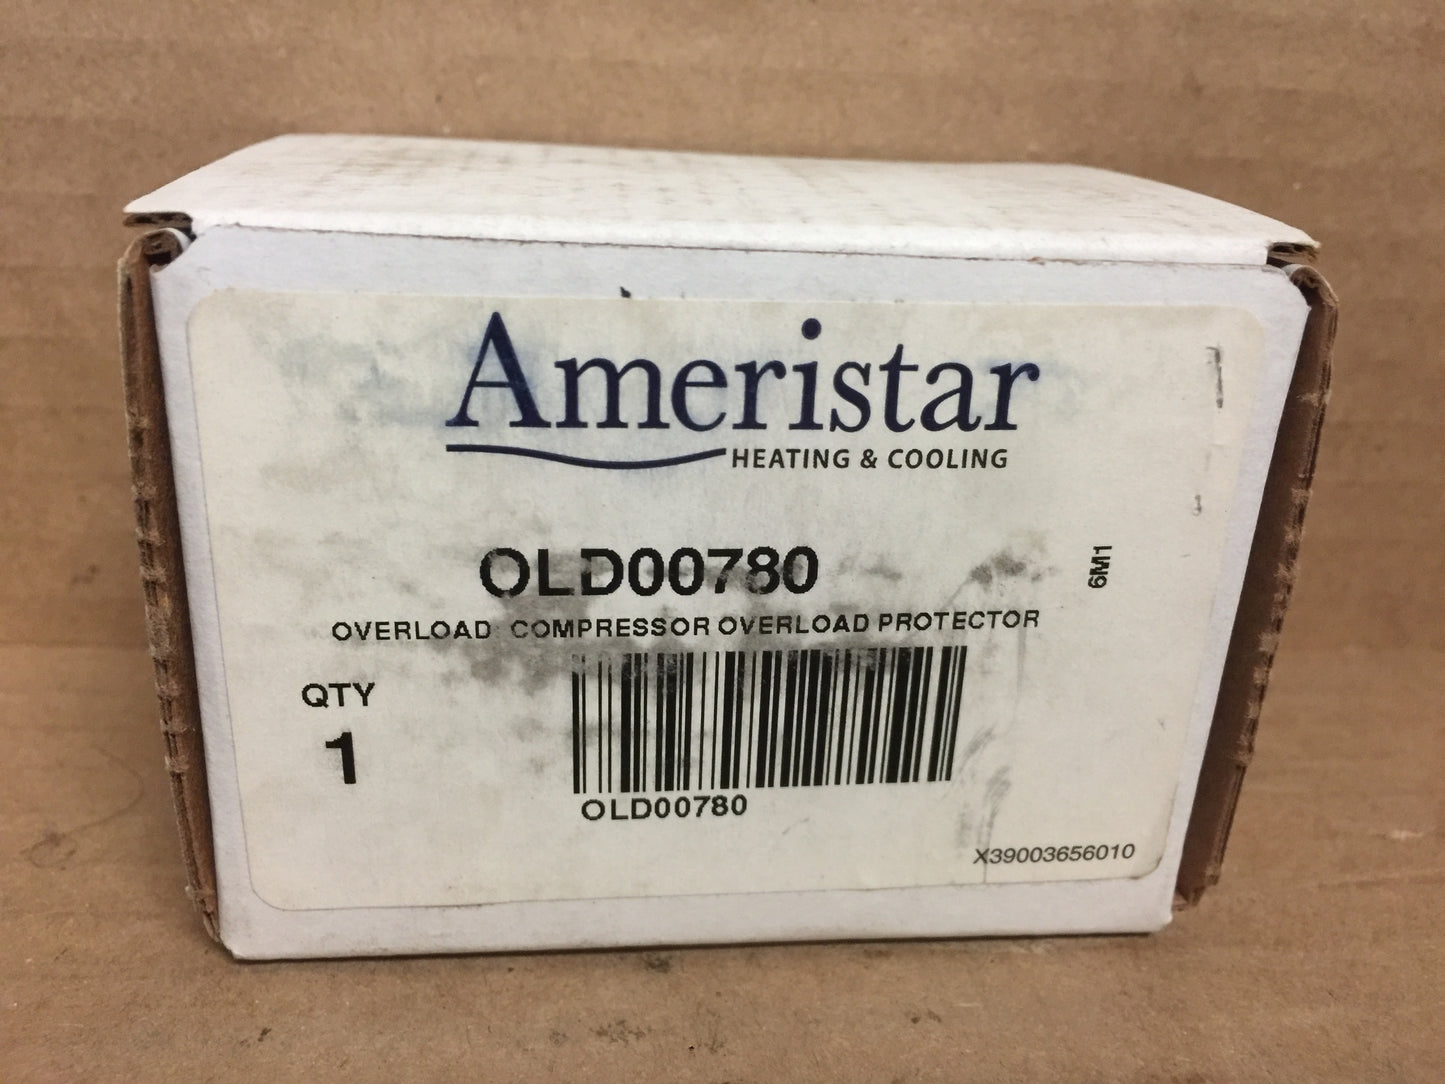 Ameristar
HEATING & COOLING
OLD00780
6M1
OVERLOAD; COMPRESSOR OVERLOAD PROTECTOR
QTY
1
OLD00780
X39003656010